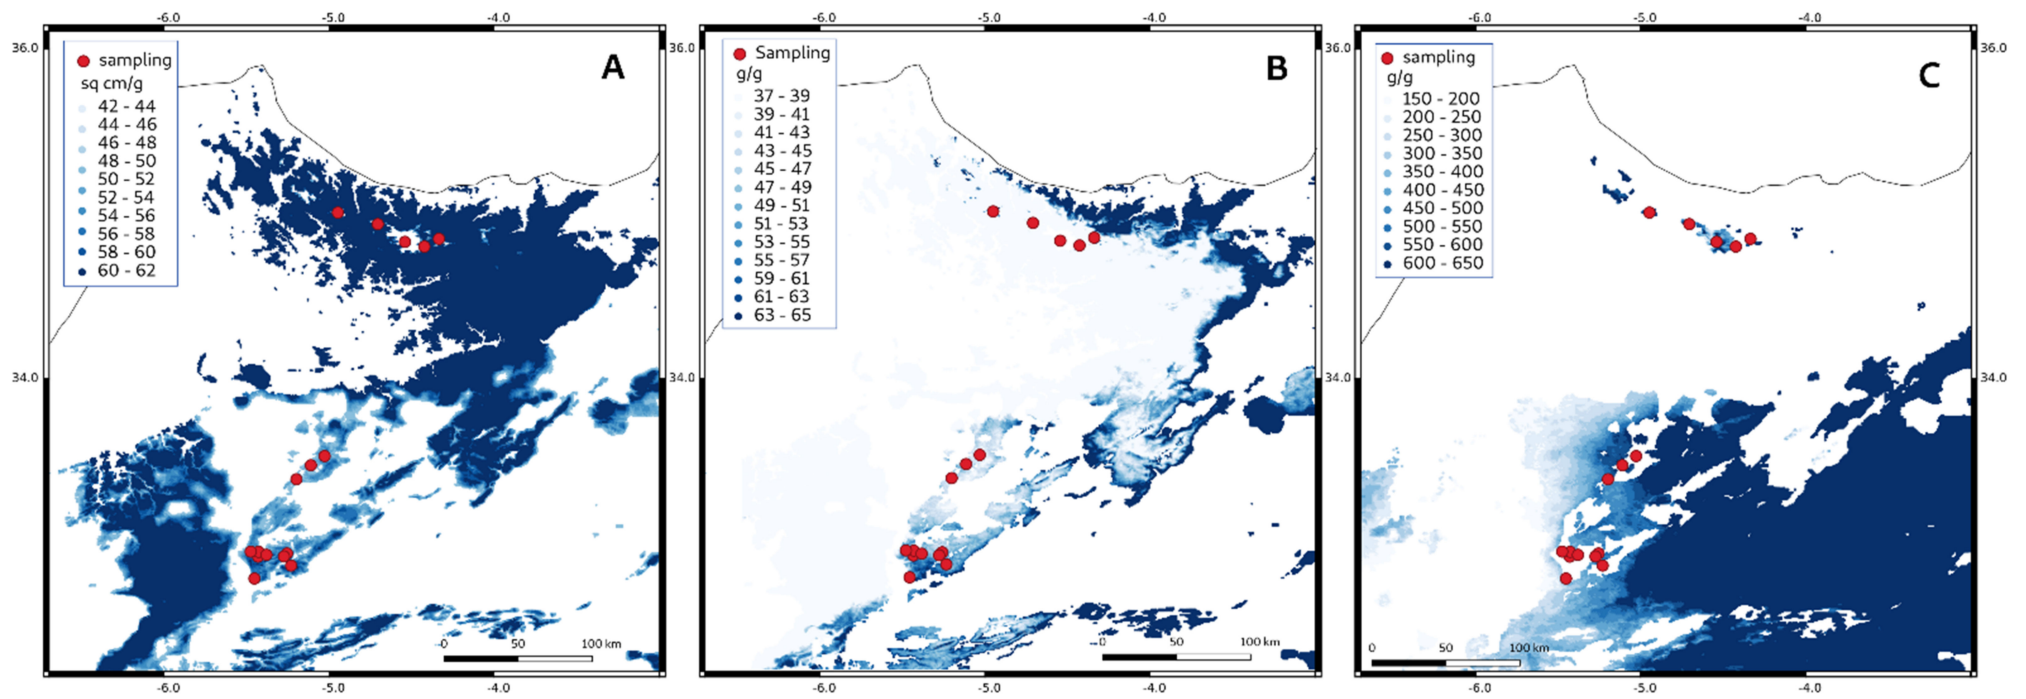 -6.0 -5.0 -4.0
36.0
34.0
A
sampling
sq cm/g
42 - 44
44 - 46
46 - 48
48 - 50
50 - 52
52 - 54
54 - 56
56 - 58
58 - 60
60 - 62
0 50 100 km
-6.0 -5.0 -4.0
-6.0 -5.0 -4.0
36.0
34.0
B
Sampling
g/g
37 - 39
39 - 41
41 - 43
43 - 45
45 - 47
47 - 49
49 - 51
51 - 53
53 - 55
55 - 57
59 - 61
61 - 63
63 - 65
0 50 100 km
-6.0 -5.0 -4.0
-6.0 -5.0 -4.0
36.0 36.0
34.0 34.0
C
sampling
g/g
150 - 200
200 - 250
250 - 300
300 - 350
350 - 400
400 - 450
450 - 500
500 - 550
550 - 600
600 - 650
0 50 100 km
-6.0 -5.0 -4.0